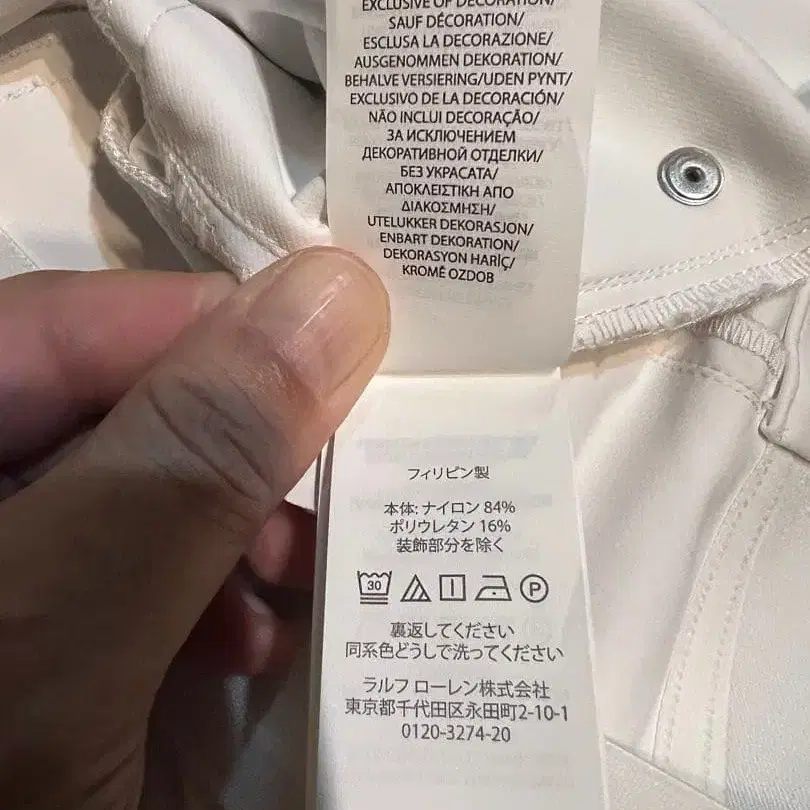 EXCLUSIVE OF DECORATION/
SAUF DÉCORATION/
ESCLUSA LA DECORAZIONE/
AUSGENOMMEN DEKORATION/
BEHALVE VERSIERING/UDEN PYNT/
EXCLUSIVO DE LA DECORACIÓN/
NÃO INCLUI DECORAÇÃO/
ЗА ИСКЛЮЧЕНИЕМ
ДЕКОРАТИВНОЙ ОТДЕЛКИ/
БЕЗ УКРАСАТА/
ΑΠΟΚΛΕΙΣΤΙΚΗ ΑΠΟ
ΔΙΑΚΟΣΜΗΣΗ/
UTELUKKER DEKORASJON/
ENBART DEKORATION/
DEKORASYON HARİÇ/
KROMĚ OZDOB
フィリピン製
本体: ナイロン 84%
ポリウレタン 16%
装飾部分を除く
30 P
裏返してください
同系色どうしで洗ってください
ラルフ ローレン株式会社
東京都千代田区永田町2-10-1
0120-3274-20